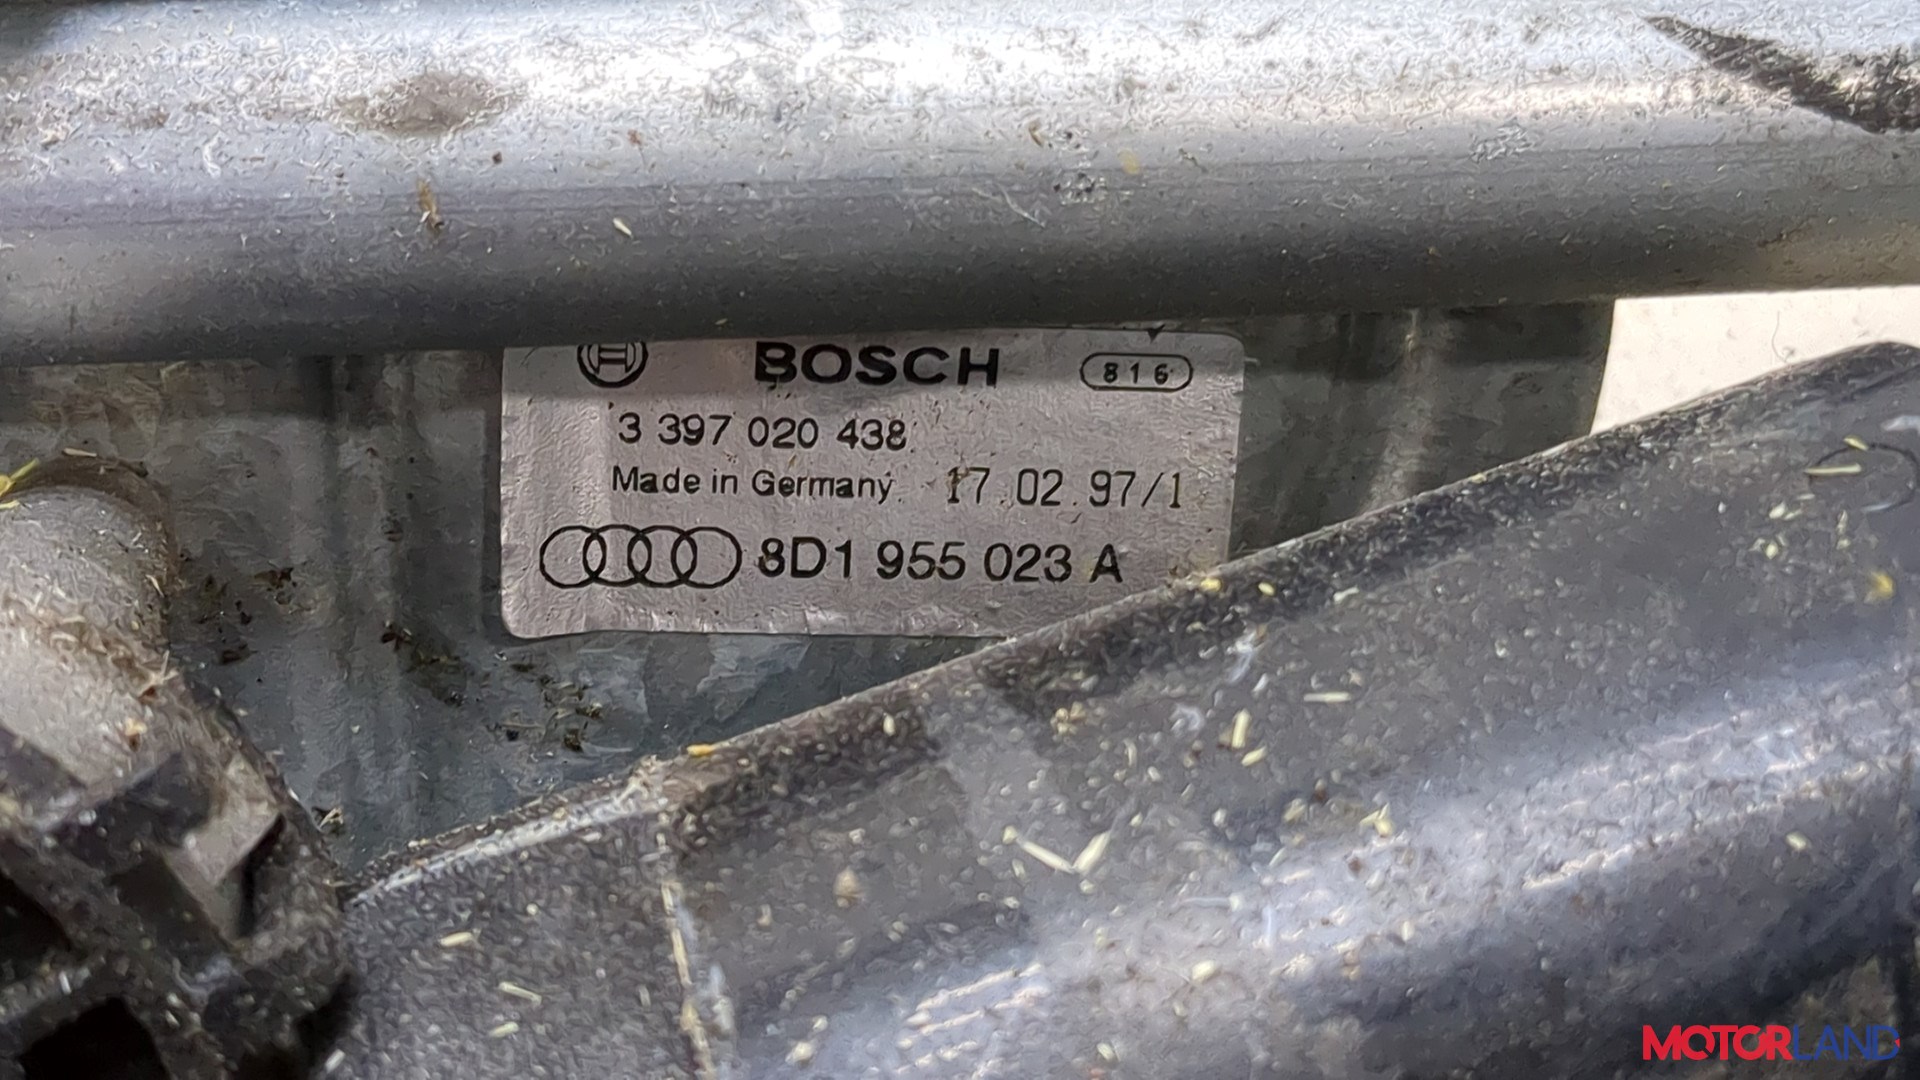 BOSCH 816
3 397 020 438
Made in Germany 17.02.97/1
8D1 955 023 A
MOTORLAND